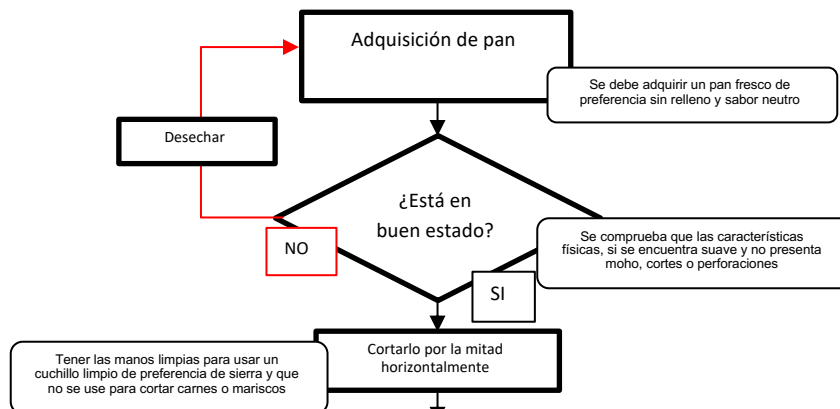 Adquisición de pan
Se debe adquirir un pan fresco de
preferencia sin relleno y sabor neutro
Desechar
¿Está en
buen estado?
NO
Se comprueba que las características
físicas, si se encuentra suave y no presenta
moho, cortes o perforaciones
SI
Cortarlo por la mitad
horizontalmente
Tener las manos limpias para usar un
cuchillo limpio de preferencia de sierra y que
no se use para cortar carnes o mariscos